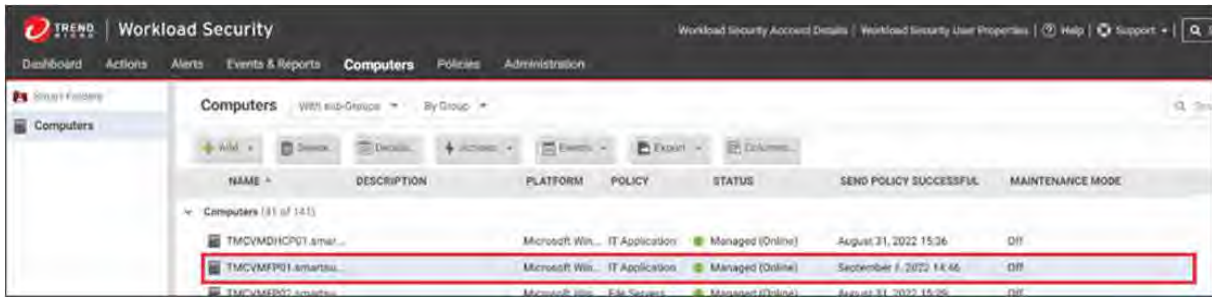 TREND MICRO | Workload Security
Workload Security Account Details | Workload Security User Properties | Help | Support
Dashboard Actions Alerts Events & Reports Computers Policies Administration
Smart Folders
Computers
Computers With sub-Groups By Group
Add Delete... Details... Actions Events Export Columns...
NAME DESCRIPTION PLATFORM POLICY STATUS SEND POLICY SUCCESSFUL MAINTENANCE MODE
Computers (31 of 141)
TMCVMDHCP01.smar... Microsoft Win... IT Application Managed (Online) August 31, 2022 15:36 Off
TMCVMFP01.smartsu... Microsoft Win... IT Application Managed (Online) September 1, 2022 14:46 Off
TMCVMFP02.smartsu... Microsoft Win... File Servers Managed (Online) August 31, 2022 15:29 Off